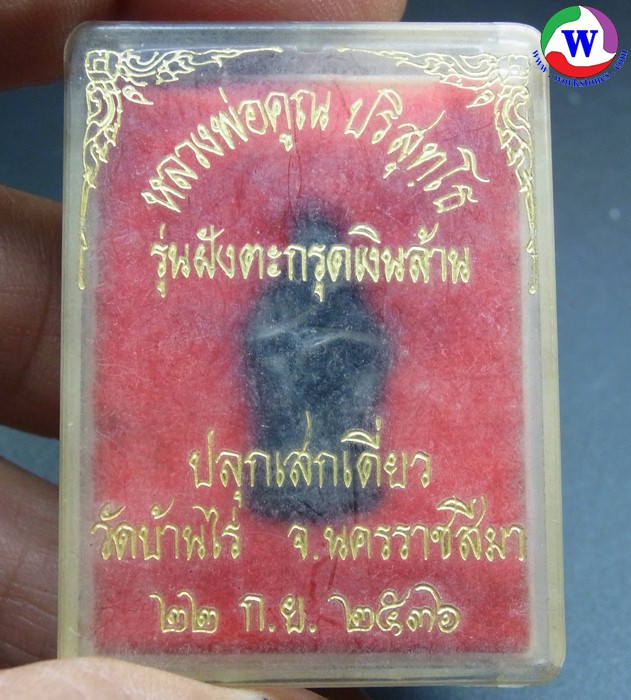 หลวงพ่อคูณ ปริสุทฺโธ
รุ่นฝังตะกรุดเงินล้าน
ปลุกเสกเดี่ยว
วัดบ้านไร่ จ.นครราชสีมา
๒๒ ก.ย. ๒๕๓๖
W
www.workstones.com